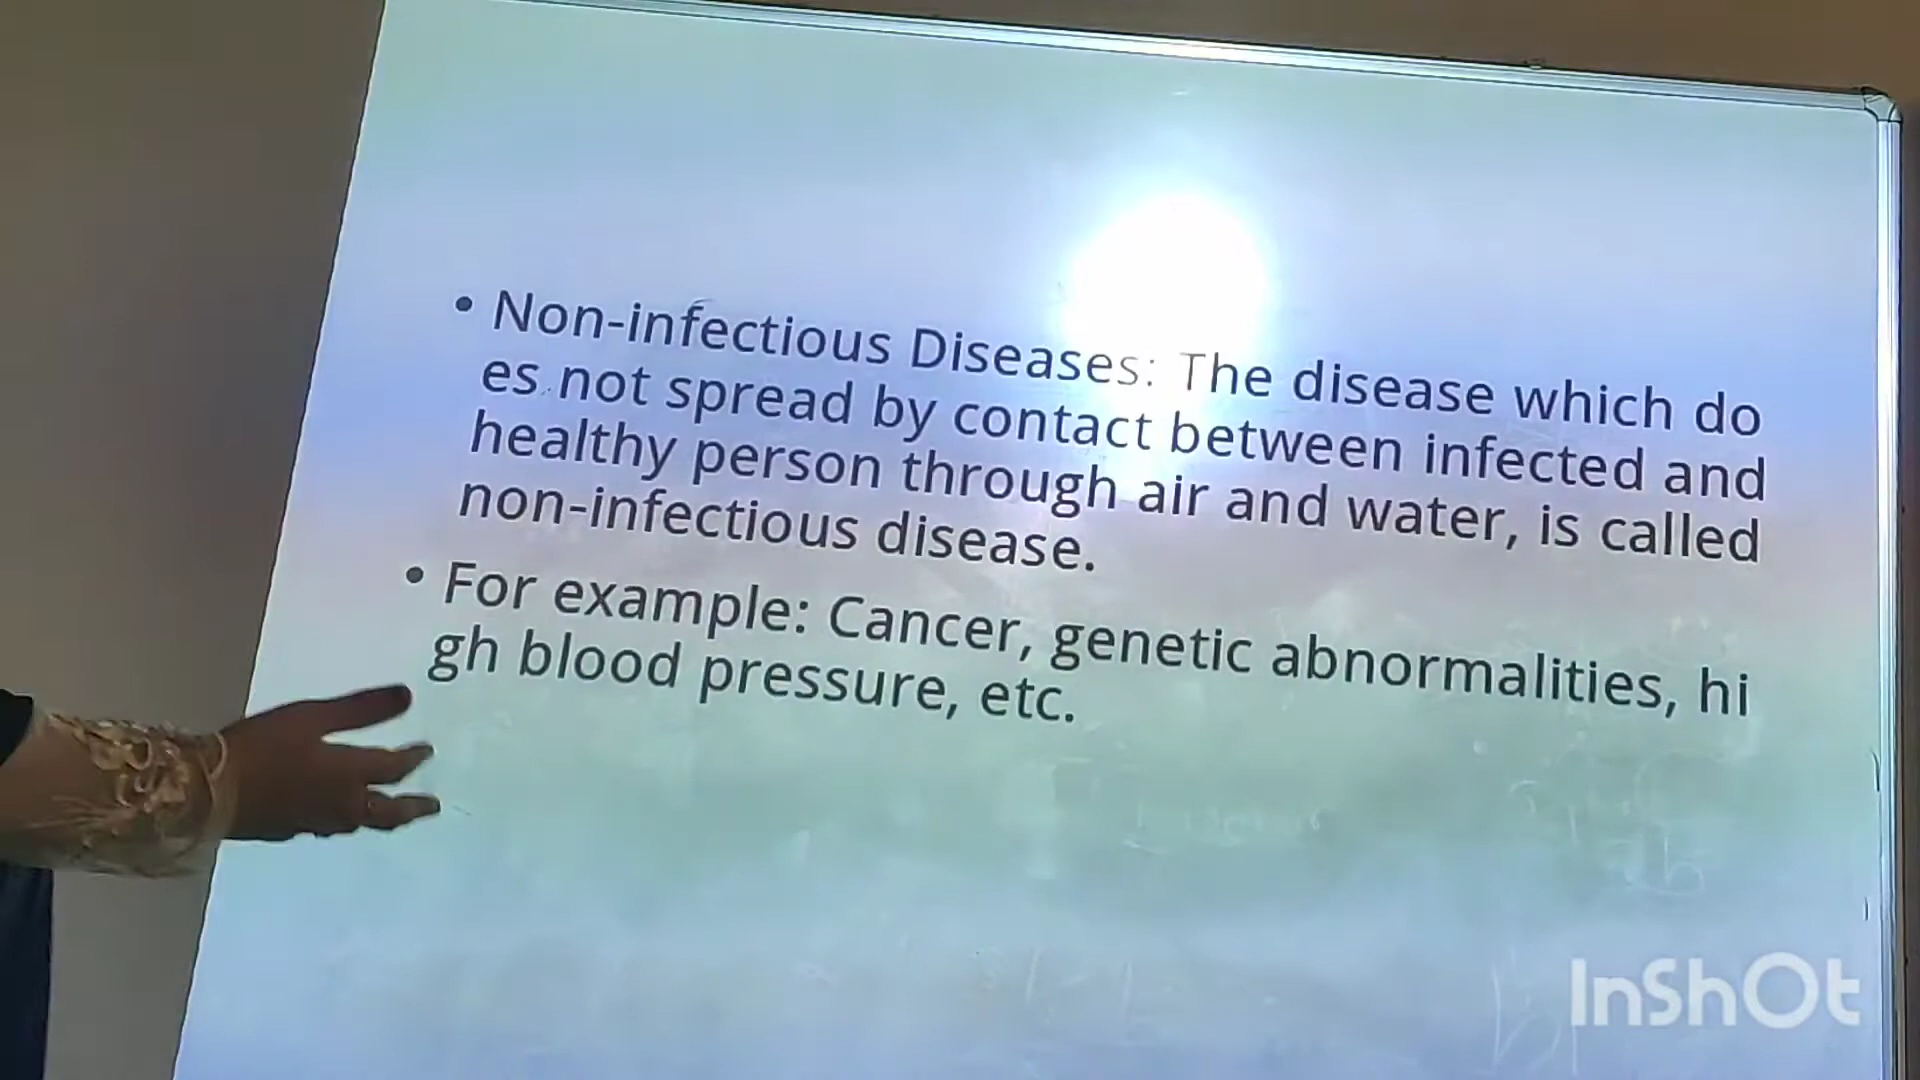 • Non-infectious Diseases: The disease which do
es not spread by contact between infected and
healthy person through air and water, is called
non-infectious disease.
• For example: Cancer, genetic abnormalities, hi
gh blood pressure, etc.
InShOt